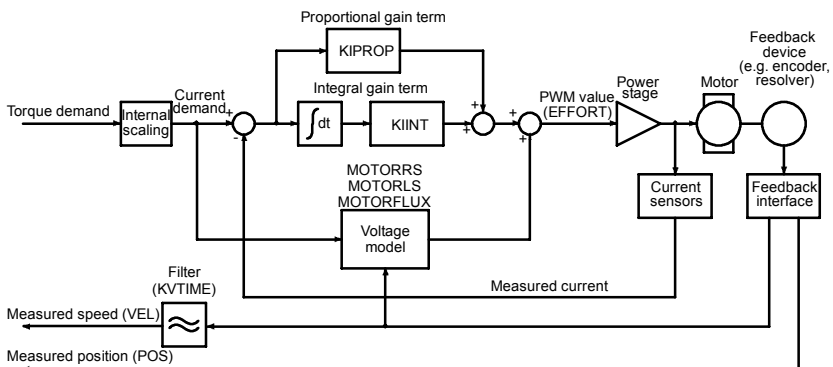 Proportional gain term
KIPROP
Feedback
device
(e.g. encoder,
resolver)
Torque demand
Internal
scaling
Current
demand
+
-
Integral gain term
∫dt
KIINT
+
+
+
+
PWM value
(EFFORT)
Power
stage
Motor
MOTORRS
MOTORLS
MOTORFLUX
Voltage
model
Current
sensors
Feedback
interface
Measured current
Filter
(KVTIME)
Measured speed (VEL)
Measured position (POS)